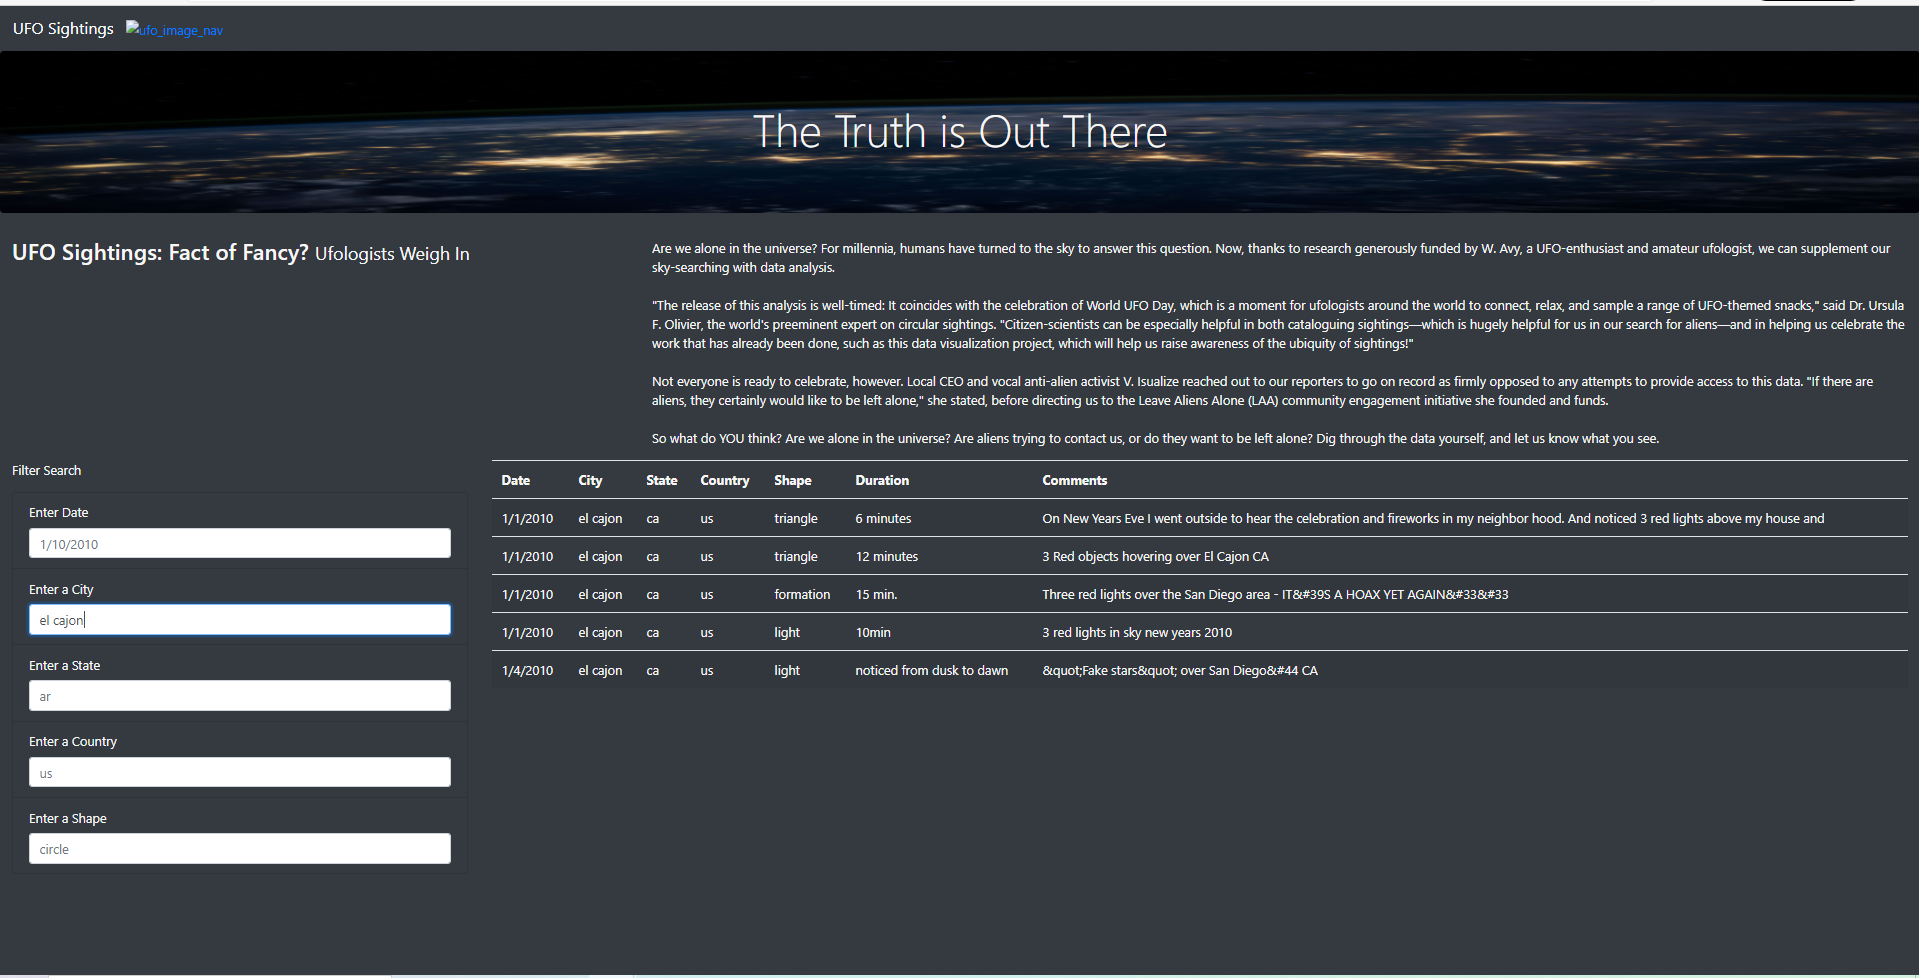 UFO Sightings ufo_image_nav
The Truth is Out There
UFO Sightings: Fact of Fancy? Ufologists Weigh In
Are we alone in the universe? For millennia, humans have turned to the sky to answer this question. Now, thanks to research generously funded by W. Avy, a UFO-enthusiast and amateur ufologist, we can supplement our
sky-searching with data analysis.
"The release of this analysis is well-timed: It coincides with the celebration of World UFO Day, which is a moment for ufologists around the world to connect, relax, and sample a range of UFO-themed snacks," said Dr. Ursula
F. Olivier, the world's preeminent expert on circular sightings. "Citizen-scientists can be especially helpful in both cataloguing sightings—which is hugely helpful for us in our search for aliens—and in helping us celebrate the
work that has already been done, such as this data visualization project, which will help us raise awareness of the ubiquity of sightings!"
Not everyone is ready to celebrate, however. Local CEO and vocal anti-alien activist V. Isualize reached out to our reporters to go on record as firmly opposed to any attempts to provide access to this data. "If there are
aliens, they certainly would like to be left alone," she stated, before directing us to the Leave Aliens Alone (LAA) community engagement initiative she founded and funds.
So what do YOU think? Are we alone in the universe? Are aliens trying to contact us, or do they want to be left alone? Dig through the data yourself, and let us know what you see.
Filter Search
Enter Date
1/10/2010
Enter a City
el cajon
Enter a State
ar
Enter a Country
us
Enter a Shape
circle
Date City State Country Shape Duration Comments
1/1/2010 el cajon ca us triangle 6 minutes On New Years Eve I went outside to hear the celebration and fireworks in my neighbor hood. And noticed 3 red lights above my house and
1/1/2010 el cajon ca us triangle 12 minutes 3 Red objects hovering over El Cajon CA
1/1/2010 el cajon ca us formation 15 min. Three red lights over the San Diego area - IT&#39S A HOAX YET AGAIN&#33&#33
1/1/2010 el cajon ca us light 10min 3 red lights in sky new years 2010
1/4/2010 el cajon ca us light noticed from dusk to dawn &quot;Fake stars&quot; over San Diego&#44 CA